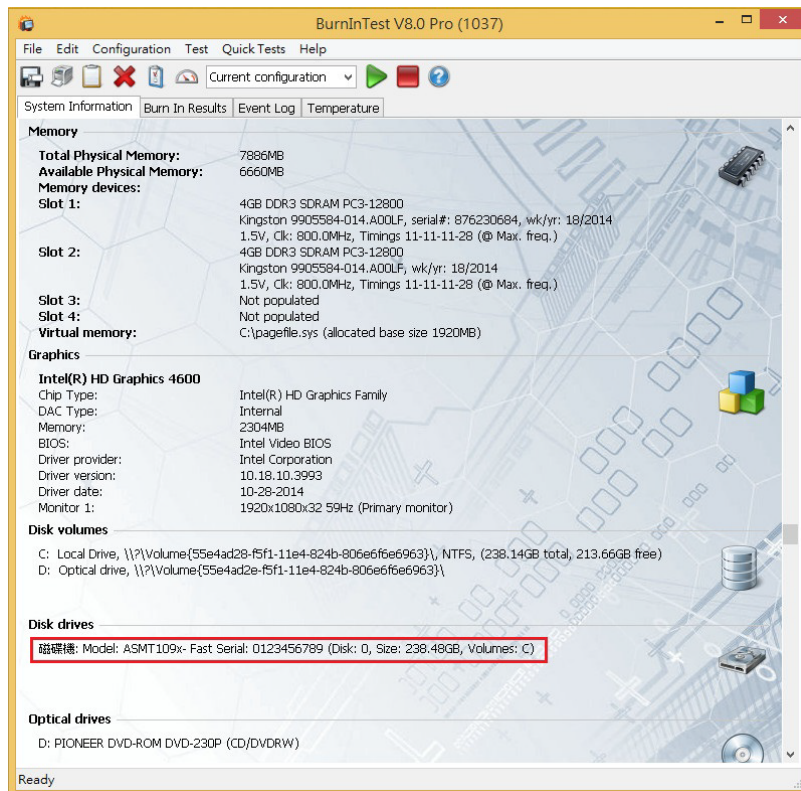 BurnInTest V8.0 Pro (1037)
File Edit Configuration Test Quick Tests Help
Current configuration
System Information Burn In Results Event Log Temperature
Memory
Total Physical Memory: 7886MB
Available Physical Memory: 6660MB
Memory devices:
Slot 1: 4GB DDR3 SDRAM PC3-12800
Kingston 9905584-014.A00LF, serial#: 876230684, wk/yr: 18/2014
1.5V, Clk: 800.0MHz, Timings 11-11-11-28 (@ Max. freq.)
Slot 2: 4GB DDR3 SDRAM PC3-12800
Kingston 9905584-014.A00LF, wk/yr: 18/2014
1.5V, Clk: 800.0MHz, Timings 11-11-11-28 (@ Max. freq.)
Slot 3: Not populated
Slot 4: Not populated
Virtual memory: C:\pagefile.sys (allocated base size 1920MB)
Graphics
Intel(R) HD Graphics 4600
Chip Type: Intel(R) HD Graphics Family
DAC Type: Internal
Memory: 2304MB
BIOS: Intel Video BIOS
Driver provider: Intel Corporation
Driver version: 10.18.10.3993
Driver date: 10-28-2014
Monitor 1: 1920x1080x32 59Hz (Primary monitor)
Disk volumes
C: Local Drive, \\?\Volume{55e4ad28-f5f1-11e4-824b-806e6f6e6963}\, NTFS, (238.14GB total, 213.66GB free)
D: Optical drive, \\?\Volume{55e4ad2e-f5f1-11e4-824b-806e6f6e6963}\
Disk drives
磁碟機: Model: ASMT109x- Fast Serial: 0123456789 (Disk: 0, Size: 238.48GB, Volumes: C)
Optical drives
D: PIONEER DVD-ROM DVD-230P (CD/DVDRW)
Ready